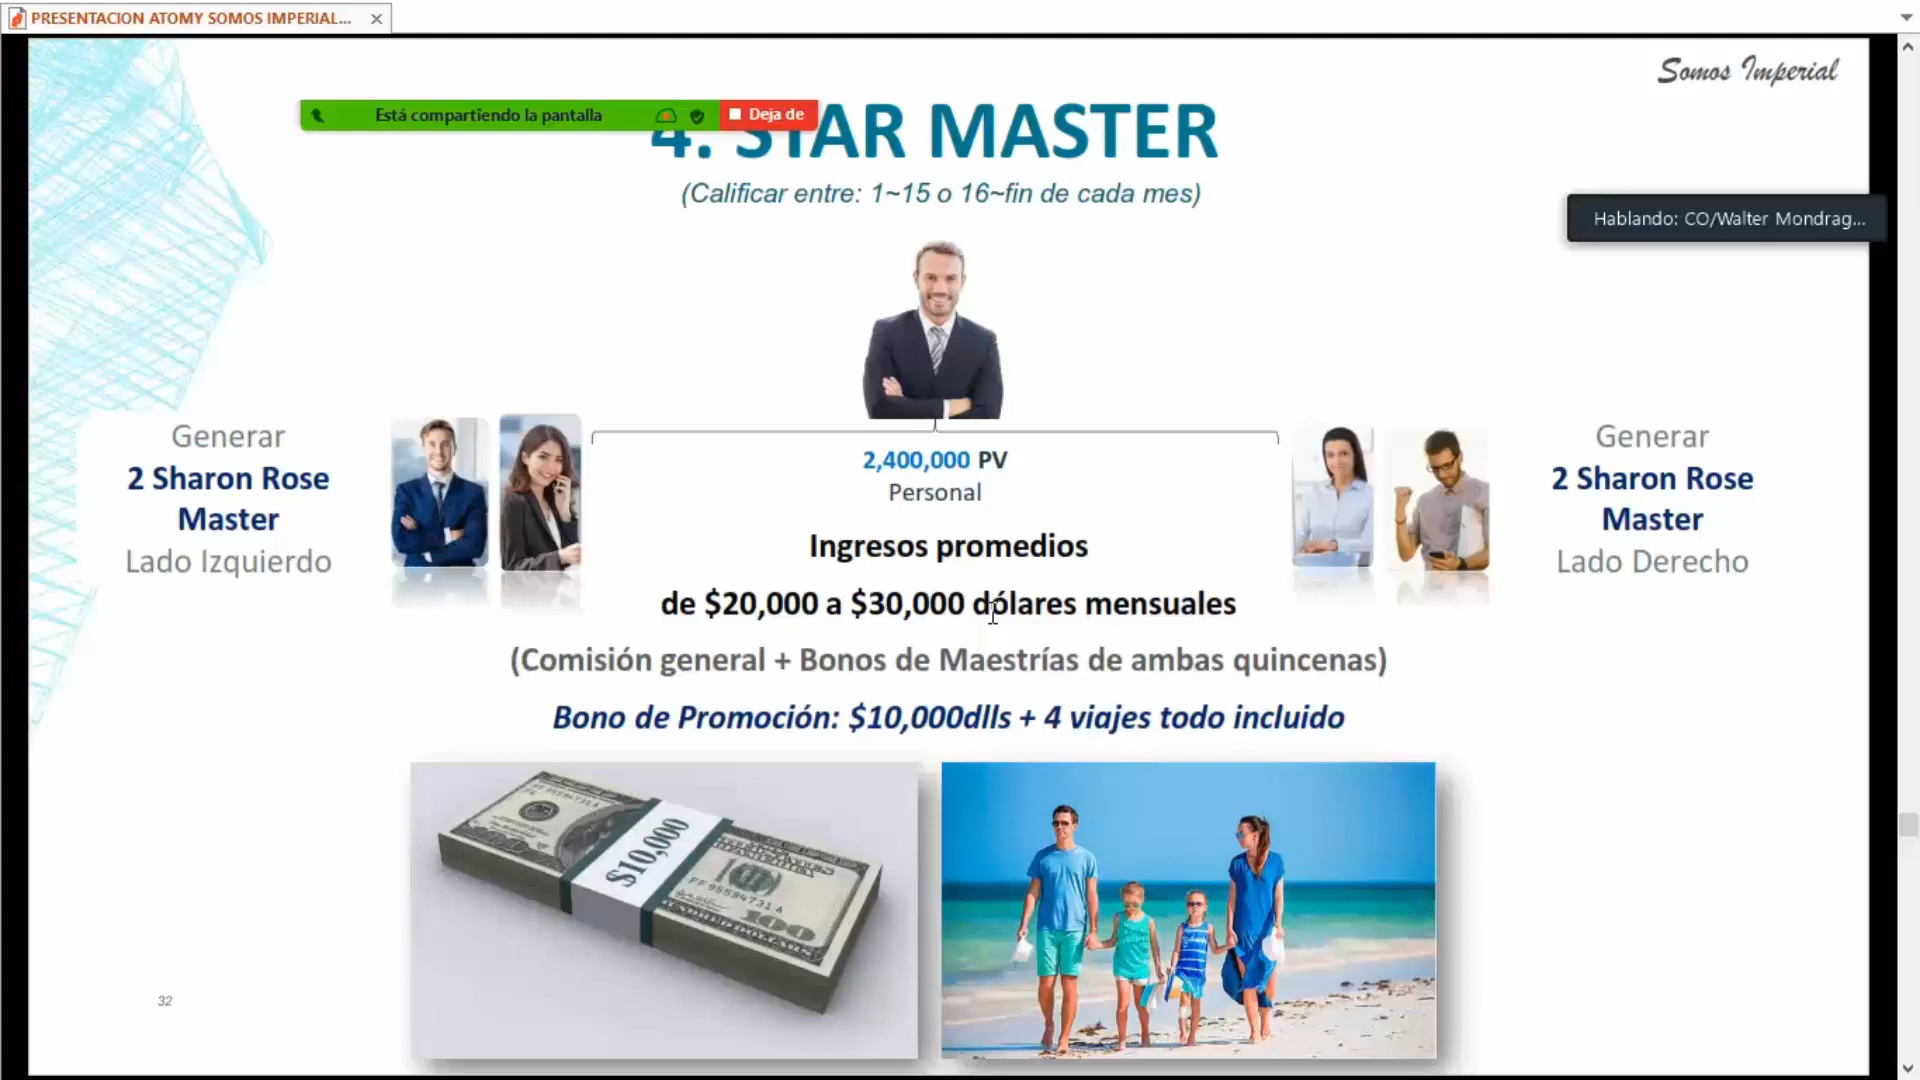 PRESENTACION ATOMY SOMOS IMPERIAL...
Somos Imperial
Está compartiendo la pantalla
Deja de
4. STAR MASTER
(Calificar entre: 1~15 o 16~fin de cada mes)
Hablando: CO/Walter Mondrag...
Generar
2 Sharon Rose
Master
Lado Izquierdo
2,400,000 PV
Personal
Generar
2 Sharon Rose
Master
Lado Derecho
Ingresos promedios
de $20,000 a $30,000 dólares mensuales
(Comisión general + Bonos de Maestrías de ambas quincenas)
Bono de Promoción: $10,000dlls + 4 viajes todo incluido
$10,000
100
FF95594731A
100
32